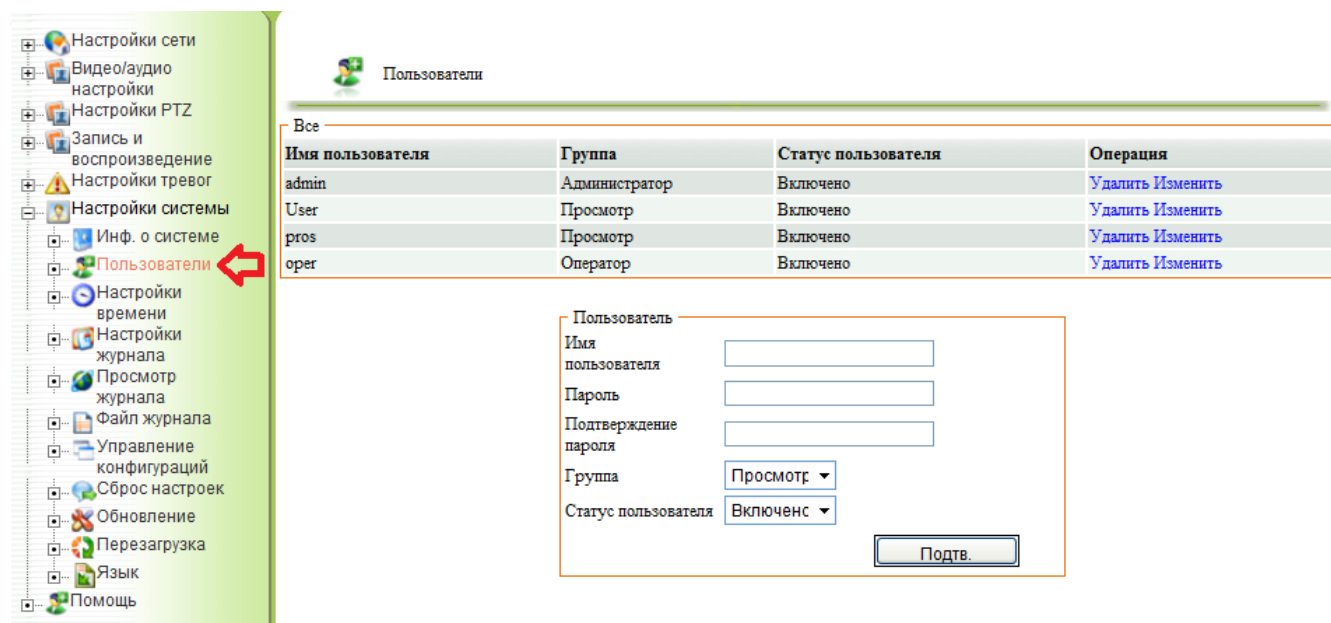 Настройки сети
Видео/аудио
настройки
Настройки PTZ
Запись и
воспроизведение
Настройки тревог
Настройки системы
Инф. о системе
Пользователи
Настройки
времени
Настройки
журнала
Просмотр
журнала
Файл журнала
Управление
конфигураций
Сброс настроек
Обновление
Перезагрузка
Язык
Помощь
Пользователи
Все
Имя пользователя Группа Статус пользователя Операция
admin Администратор Включено Удалить Изменить
User Просмотр Включено Удалить Изменить
pros Просмотр Включено Удалить Изменить
oper Оператор Включено Удалить Изменить
Пользователь
Имя
пользователя
Пароль
Подтверждение
пароля
Группа Просмотр
Статус пользователя Включено
Подтв.